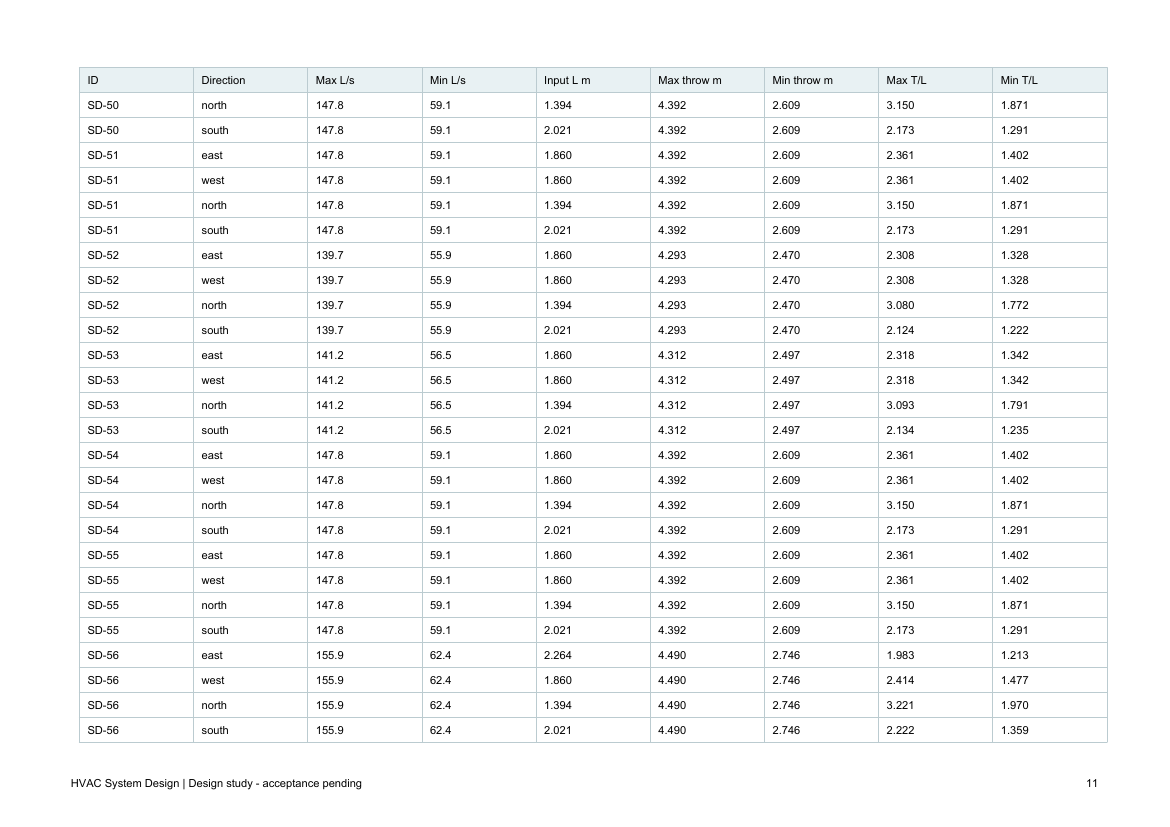 ID Direction Max L/s Min L/s Input L m Max throw m Min throw m Max T/L Min T/L
SD-50 north 147.8 59.1 1.394 4.392 2.609 3.150 1.871
SD-50 south 147.8 59.1 2.021 4.392 2.609 2.173 1.291
SD-51 east 147.8 59.1 1.860 4.392 2.609 2.361 1.402
SD-51 west 147.8 59.1 1.860 4.392 2.609 2.361 1.402
SD-51 north 147.8 59.1 1.394 4.392 2.609 3.150 1.871
SD-51 south 147.8 59.1 2.021 4.392 2.609 2.173 1.291
SD-52 east 139.7 55.9 1.860 4.293 2.470 2.308 1.328
SD-52 west 139.7 55.9 1.860 4.293 2.470 2.308 1.328
SD-52 north 139.7 55.9 1.394 4.293 2.470 3.080 1.772
SD-52 south 139.7 55.9 2.021 4.293 2.470 2.124 1.222
SD-53 east 141.2 56.5 1.860 4.312 2.497 2.318 1.342
SD-53 west 141.2 56.5 1.860 4.312 2.497 2.318 1.342
SD-53 north 141.2 56.5 1.394 4.312 2.497 3.093 1.791
SD-53 south 141.2 56.5 2.021 4.312 2.497 2.134 1.235
SD-54 east 147.8 59.1 1.860 4.392 2.609 2.361 1.402
SD-54 west 147.8 59.1 1.860 4.392 2.609 2.361 1.402
SD-54 north 147.8 59.1 1.394 4.392 2.609 3.150 1.871
SD-54 south 147.8 59.1 2.021 4.392 2.609 2.173 1.291
SD-55 east 147.8 59.1 1.860 4.392 2.609 2.361 1.402
SD-55 west 147.8 59.1 1.860 4.392 2.609 2.361 1.402
SD-55 north 147.8 59.1 1.394 4.392 2.609 3.150 1.871
SD-55 south 147.8 59.1 2.021 4.392 2.609 2.173 1.291
SD-56 east 155.9 62.4 2.264 4.490 2.746 1.983 1.213
SD-56 west 155.9 62.4 1.860 4.490 2.746 2.414 1.477
SD-56 north 155.9 62.4 1.394 4.490 2.746 3.221 1.970
SD-56 south 155.9 62.4 2.021 4.490 2.746 2.222 1.359
HVAC System Design | Design study - acceptance pending 11